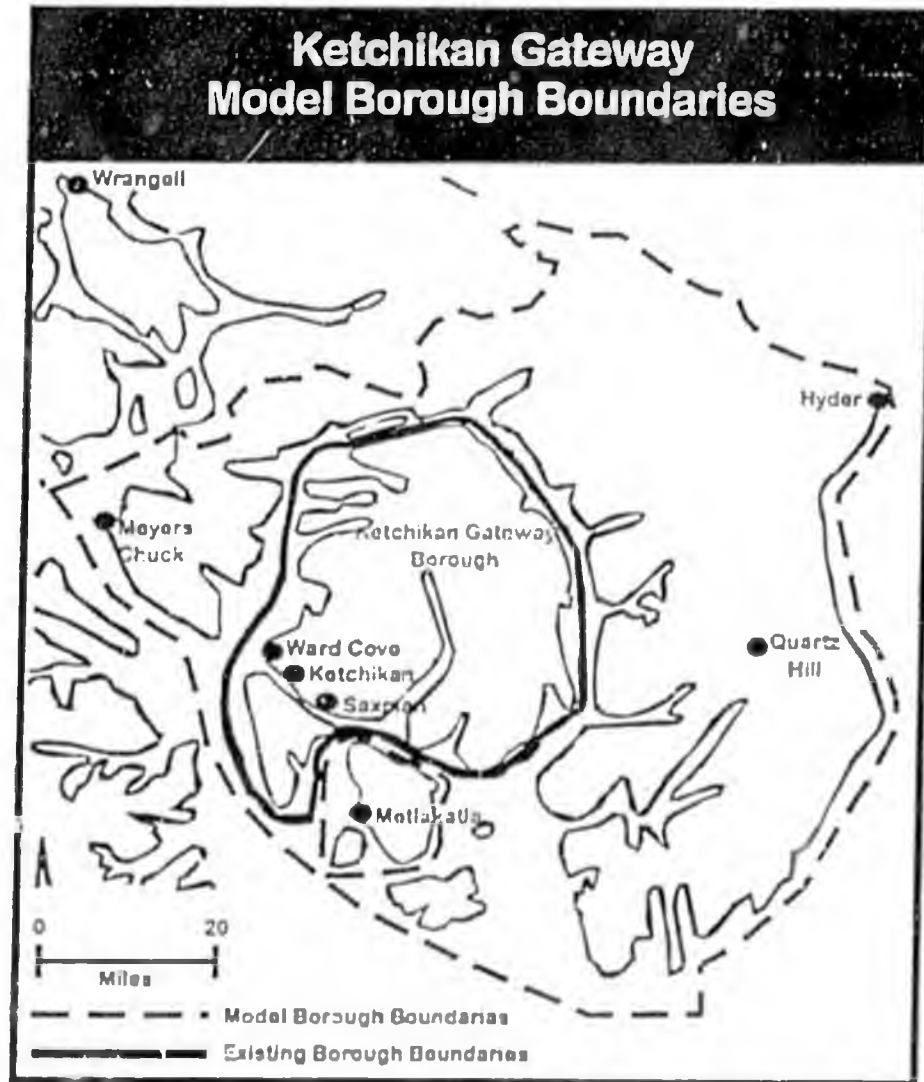 Ketchikan Gateway
Model Borough Boundaries
Wrangell
Hyder
Meyers
Chuck
Ketchikan Gateway
Borough
Ward Cove
Ketchikan
Saxman
Quartz
Hill
Metlakatla
0 20
Miles
Model Borough Boundaries
Existing Borough Boundaries